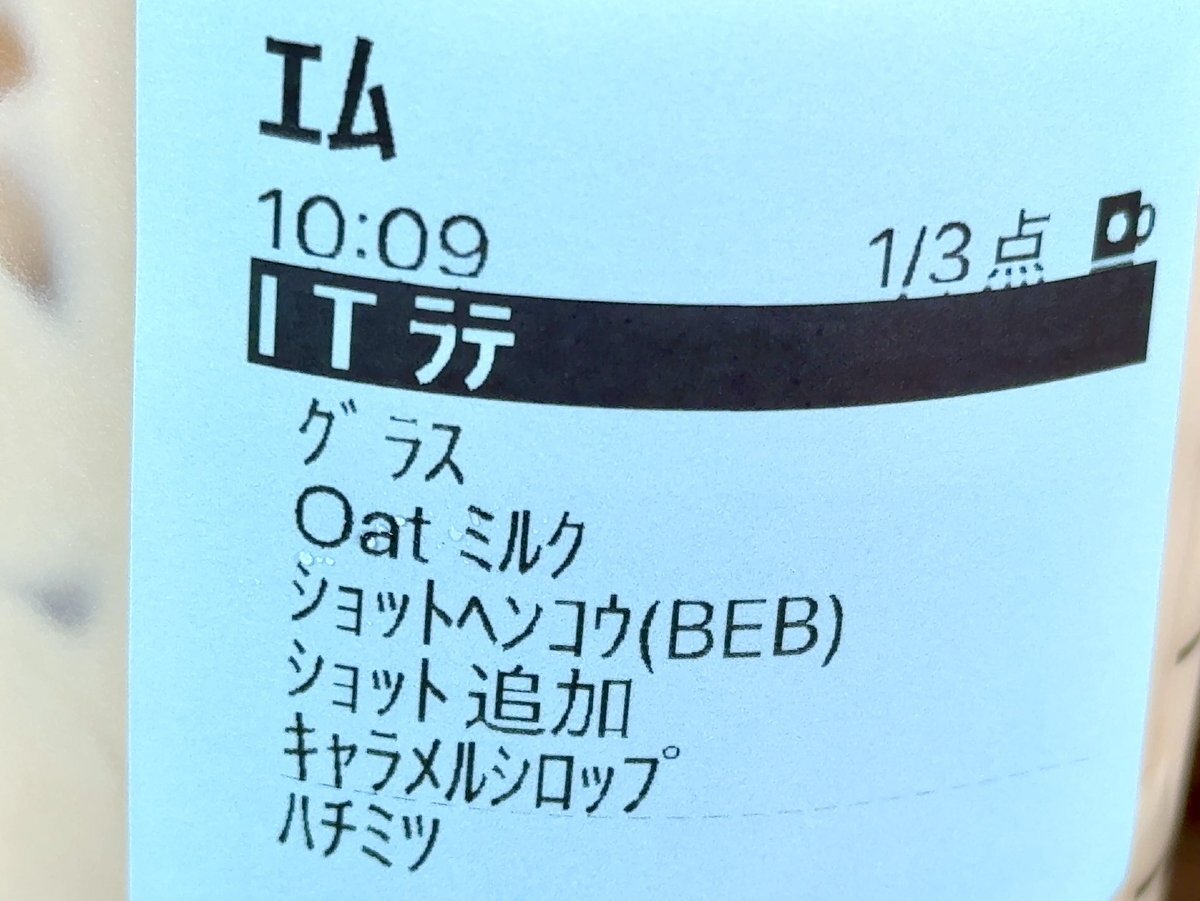 エム
10:09 1/3点
IT ラテ
グラス
Oat ミルク
ショットヘンコウ(BEB)
ショット追加
キャラメルシロップ
ハチミツ